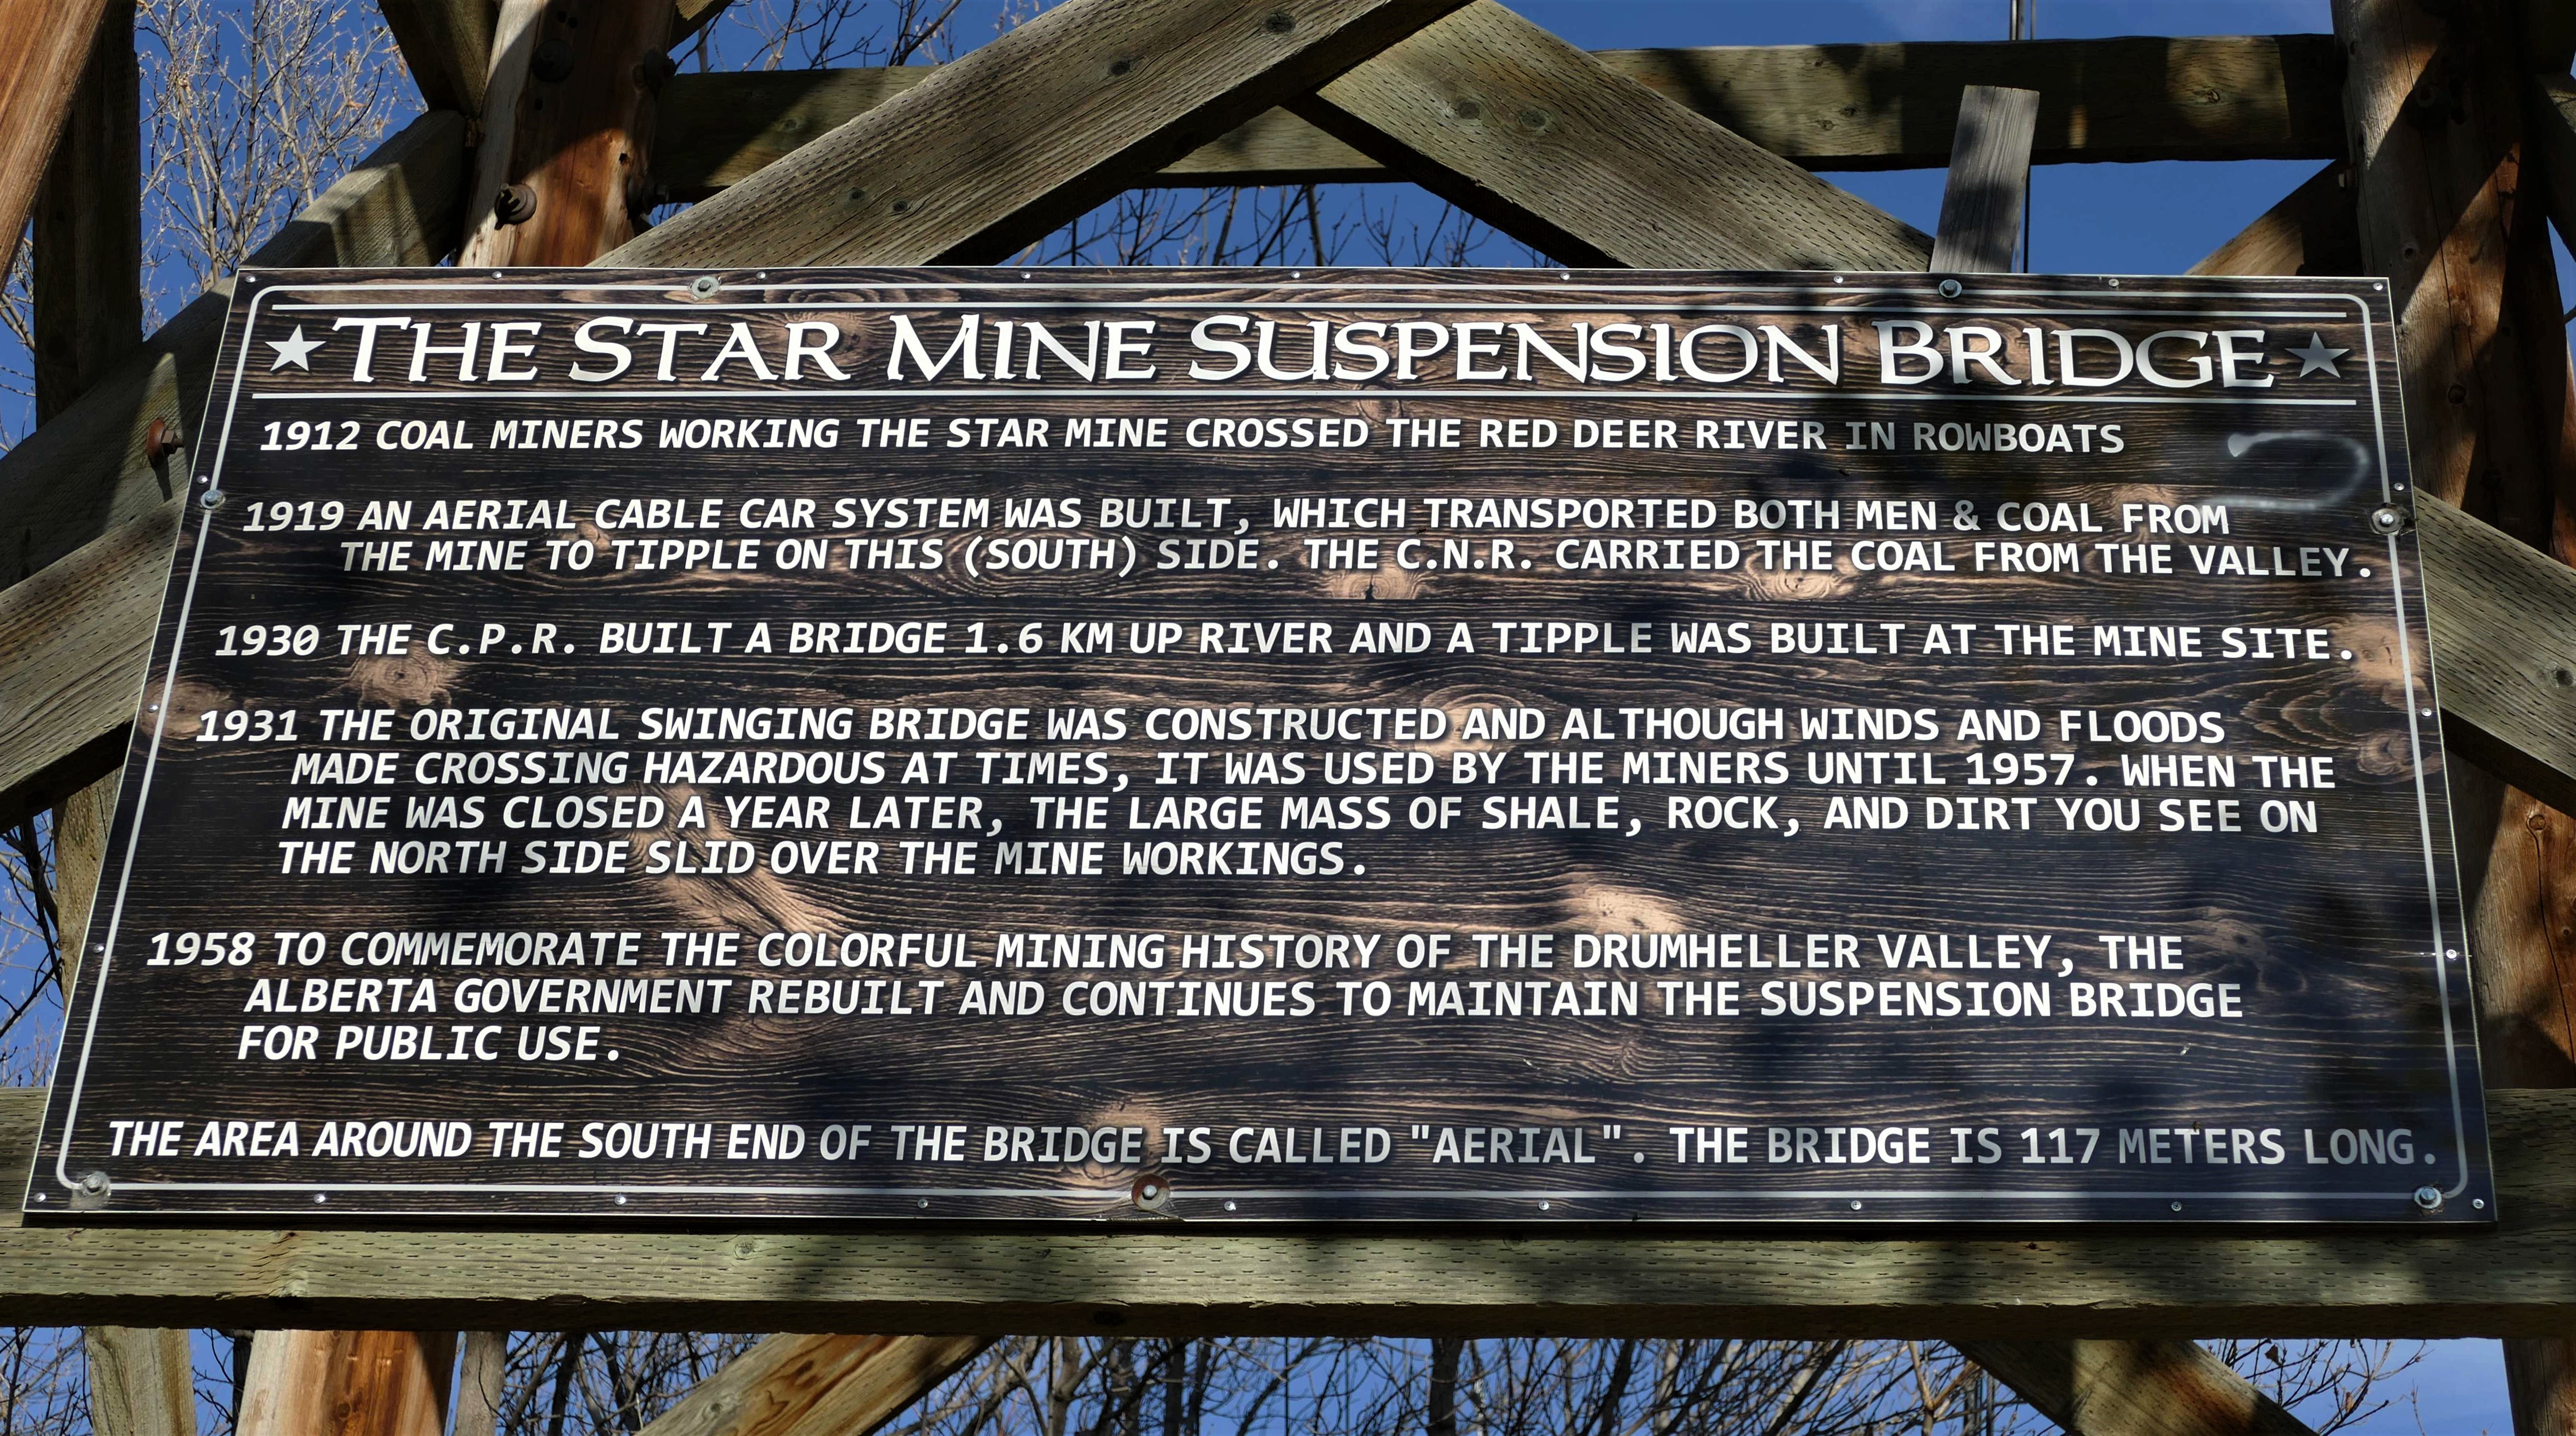 THE STAR MINE SUSPENSION BRIDGE
1912 COAL MINERS WORKING THE STAR MINE CROSSED THE RED DEER RIVER IN ROWBOATS
1919 AN AERIAL CABLE CAR SYSTEM WAS BUILT, WHICH TRANSPORTED BOTH MEN & COAL FROM
THE MINE TO TIPPLE ON THIS (SOUTH) SIDE. THE C.N.R. CARRIED THE COAL FROM THE VALLEY.
1930 THE C.P.R. BUILT A BRIDGE 1.6 KM UP RIVER AND A TIPPLE WAS BUILT AT THE MINE SITE.
1931 THE ORIGINAL SWINGING BRIDGE WAS CONSTRUCTED AND ALTHOUGH WINDS AND FLOODS
MADE CROSSING HAZARDOUS AT TIMES, IT WAS USED BY THE MINERS UNTIL 1957. WHEN THE
MINE WAS CLOSED A YEAR LATER, THE LARGE MASS OF SHALE, ROCK, AND DIRT YOU SEE ON
THE NORTH SIDE SLID OVER THE MINE WORKINGS.
1958 TO COMMEMORATE THE COLORFUL MINING HISTORY OF THE DRUMHELLER VALLEY, THE
ALBERTA GOVERNMENT REBUILT AND CONTINUES TO MAINTAIN THE SUSPENSION BRIDGE
FOR PUBLIC USE.
THE AREA AROUND THE SOUTH END OF THE BRIDGE IS CALLED "AERIAL". THE BRIDGE IS 117 METERS LONG.